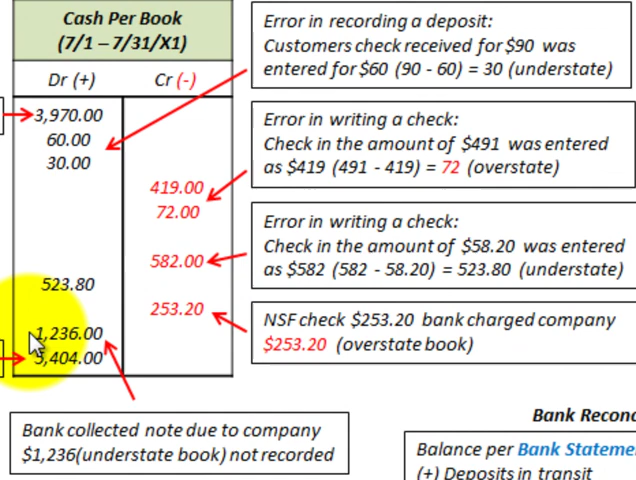 Cash Per Book
(7/1 – 7/31/X1)
Dr (+)
Cr (-)
3,970.00
60.00
30.00
419.00
72.00
582.00
523.80
253.20
1,236.00
5,404.00
Error in recording a deposit:
Customers check received for $90 was
entered for $60 (90 - 60) = 30 (understate)
Error in writing a check:
Check in the amount of $491 was entered
as $419 (491 - 419) = 72 (overstate)
Error in writing a check:
Check in the amount of $58.20 was entered
as $582 (582 - 58.20) = 523.80 (understate)
NSF check $253.20 bank charged company
$253.20 (overstate book)
Bank collected note due to company
$1,236(understate book) not recorded
Bank Recon
Balance per Bank Stateme
(+) Deposits in transit